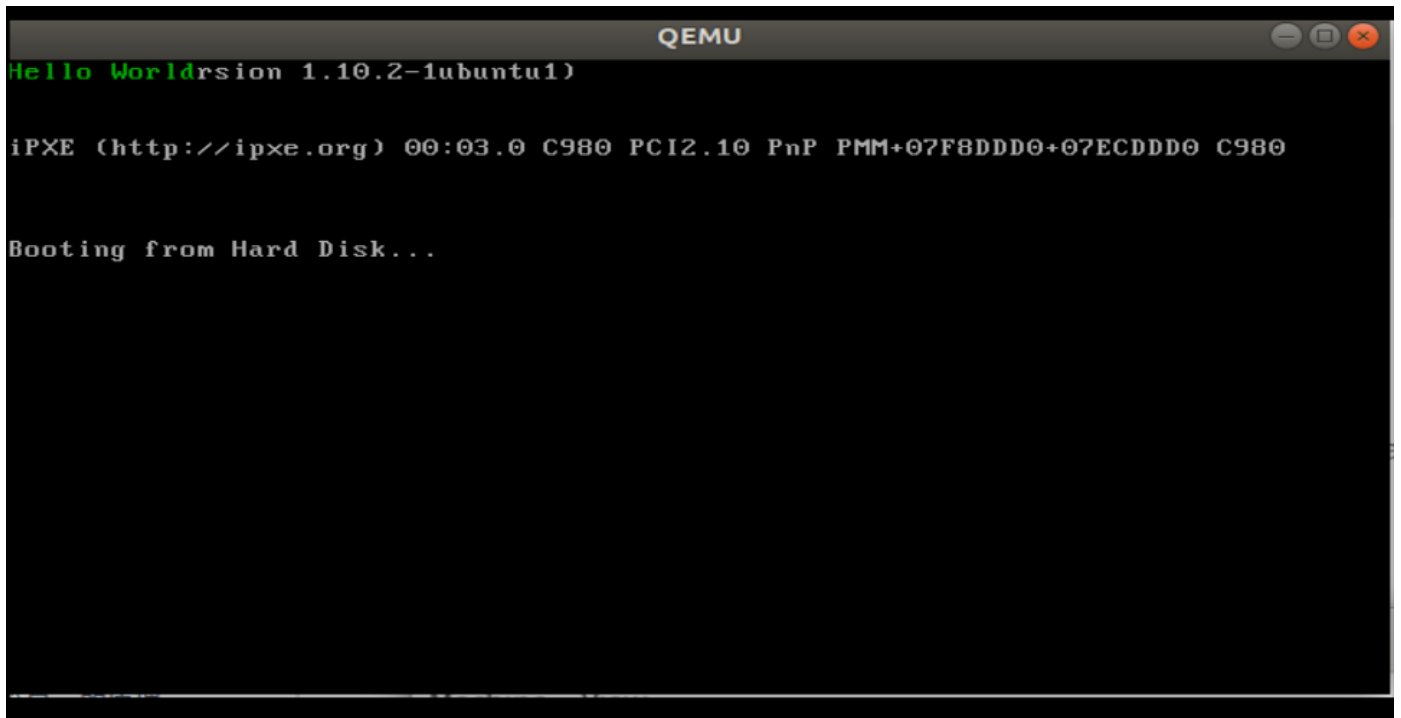 QEMU
Hello Worldrsion 1.10.2-1ubuntu1)
iPXE (http://ipxe.org) 00:03.0 C980 PCI2.10 PnP PMM+07F8DDD0+07ECDDD0 C980
Booting from Hard Disk...